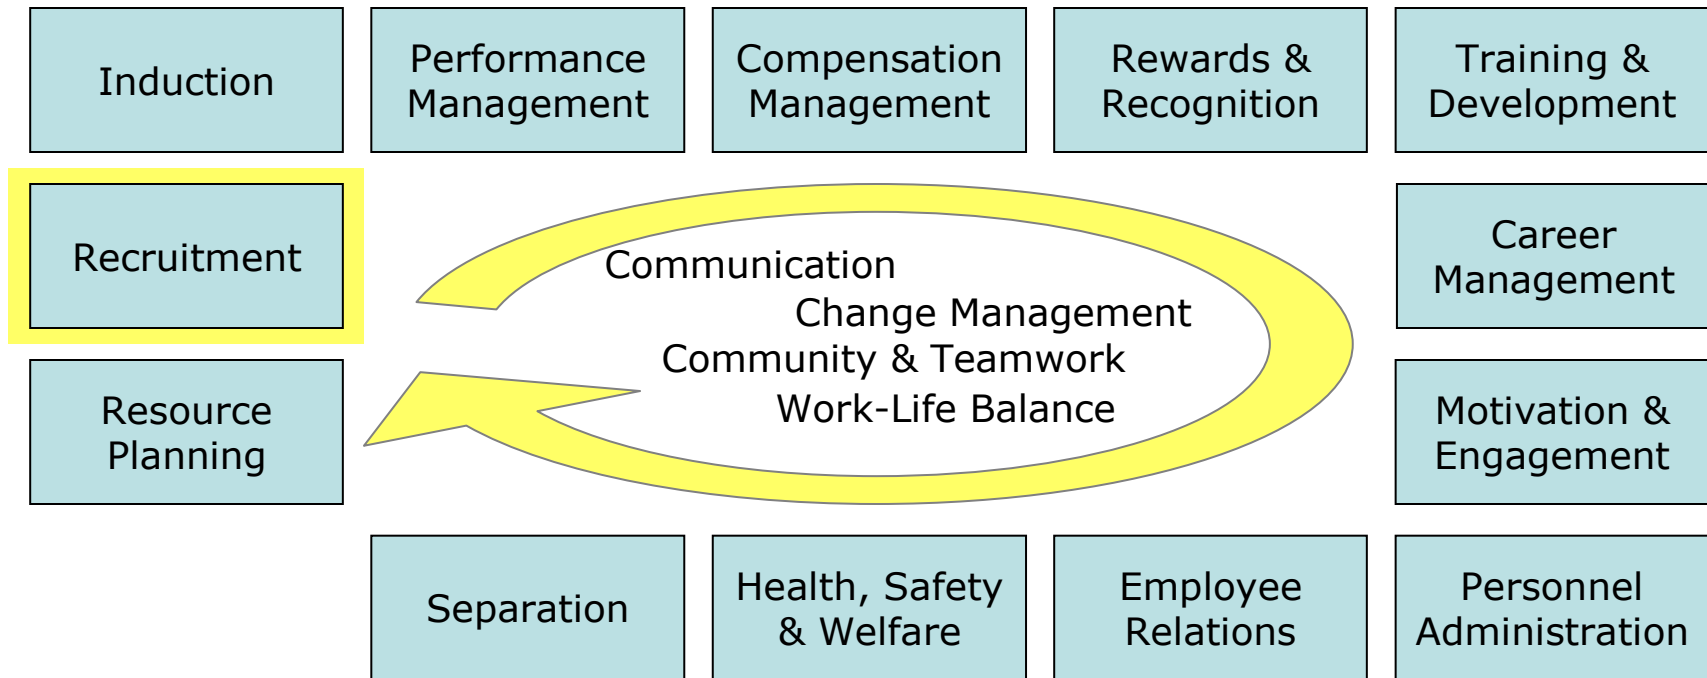 Induction
Performance
Management
Compensation
Management
Rewards &
Recognition
Training &
Development
Recruitment
Communication
Change Management
Community & Teamwork
Work-Life Balance
Career
Management
Resource
Planning
Motivation &
Engagement
Separation
Health, Safety
& Welfare
Employee
Relations
Personnel
Administration